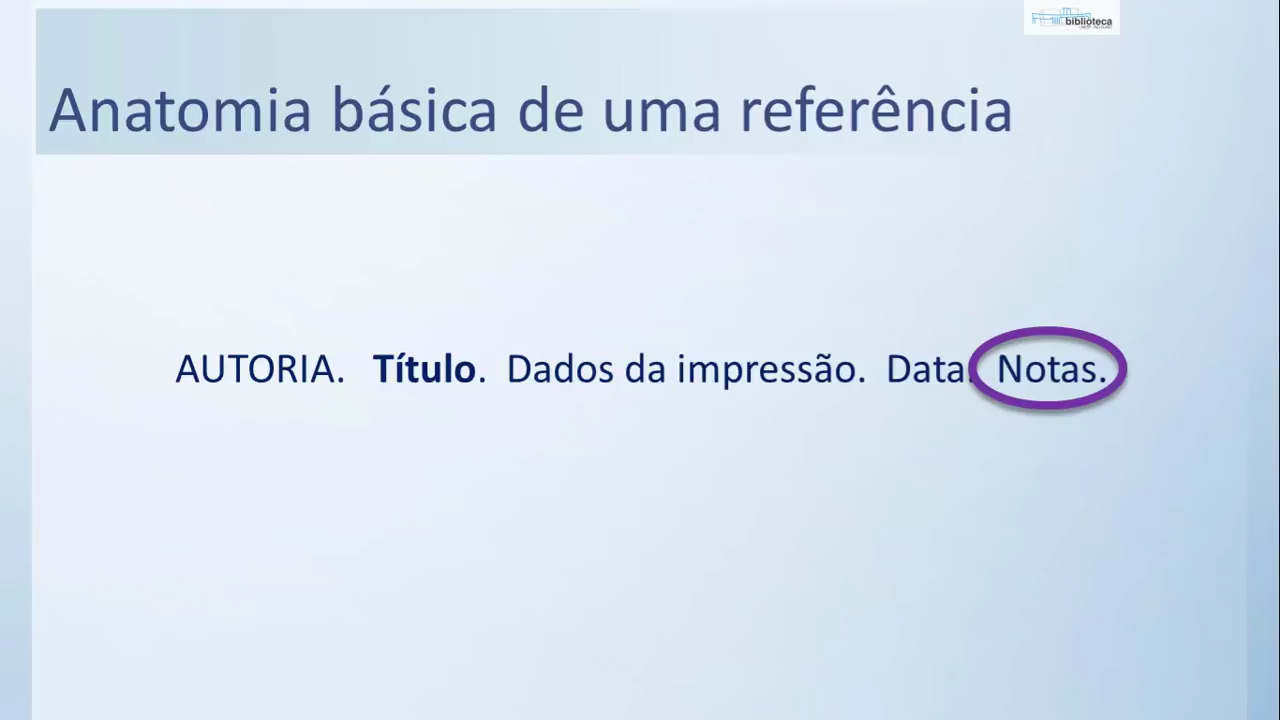 biblioteca
Anatomia básica de uma referência
AUTORIA. Título. Dados da impressão. Data. Notas.